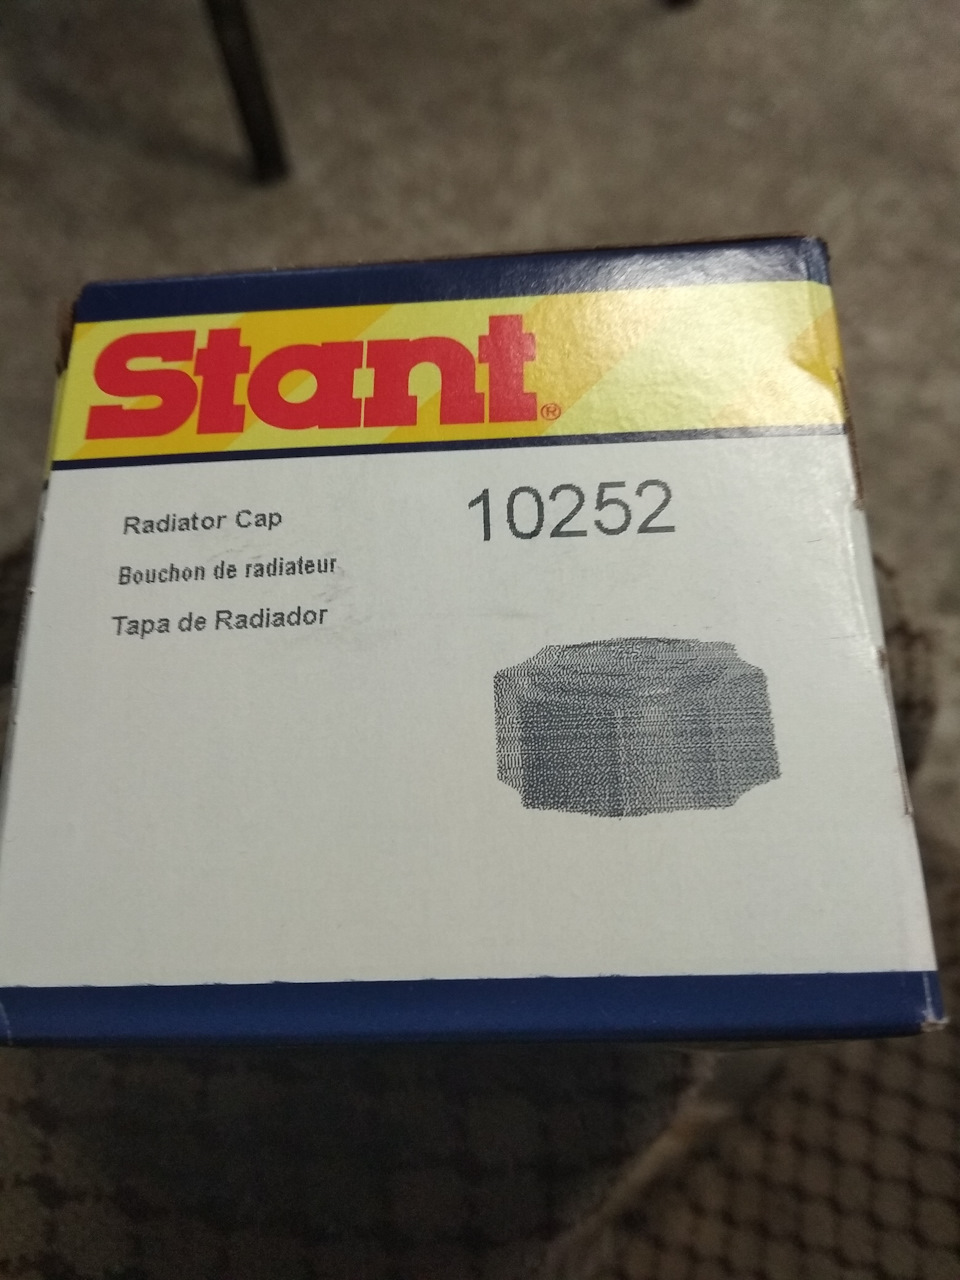 Stant®
10252
Radiator Cap
Bouchon de radiateur
Tapa de Radiador